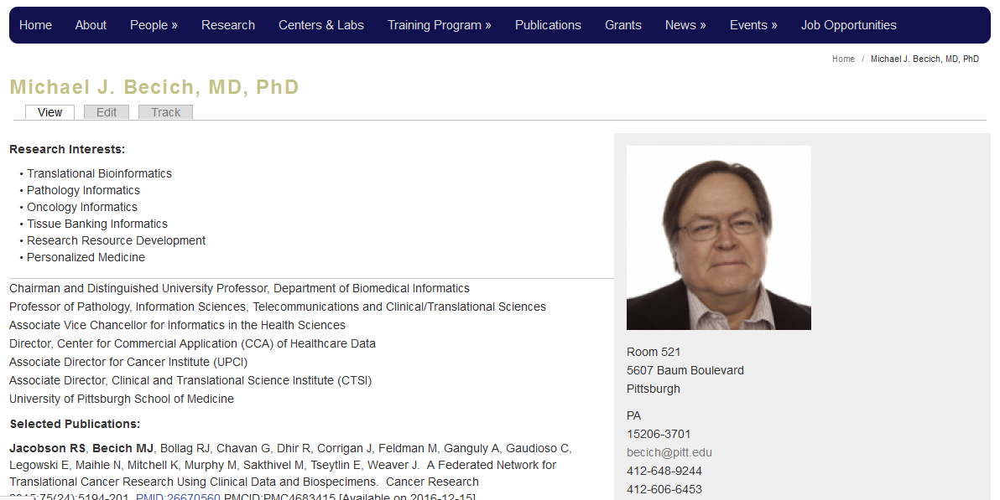 Home About People » Research Centers & Labs Training Program » Publications Grants News » Events » Job Opportunities
Home / Michael J. Becich, MD, PhD
Michael J. Becich, MD, PhD
View Edit Track
Research Interests:
• Translational Bioinformatics
• Pathology Informatics
• Oncology Informatics
• Tissue Banking Informatics
• Research Resource Development
• Personalized Medicine
Chairman and Distinguished University Professor, Department of Biomedical Informatics
Professor of Pathology, Information Sciences, Telecommunications and Clinical/Translational Sciences
Associate Vice Chancellor for Informatics in the Health Sciences
Director, Center for Commercial Application (CCA) of Healthcare Data
Associate Director for Cancer Institute (UPCI)
Associate Director, Clinical and Translational Science Institute (CTSI)
University of Pittsburgh School of Medicine
Selected Publications:
Jacobson RS, Becich MJ, Bollag RJ, Chavan G, Dhir R, Corrigan J, Feldman M, Ganguly A, Gaudioso C,
Legowski E, Maihle N, Mitchell K, Murphy M, Sakthivel M, Tseytlin E, Weaver J. A Federated Network for
Translational Cancer Research Using Clinical Data and Biospecimens. Cancer Research
2015;75(24):5194-201. PMID:26670560 PMCID:PMC4683415 [Available on 2016-12-15]
Room 521
5607 Baum Boulevard
Pittsburgh
PA
15206-3701
becich@pitt.edu
412-648-9244
412-606-6453